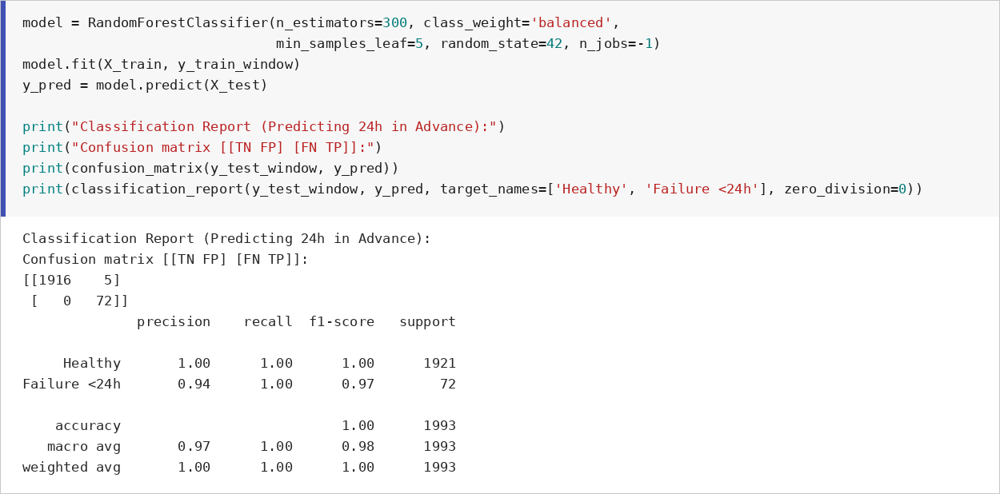 model = RandomForestClassifier(n_estimators=300, class_weight='balanced',
                               min_samples_leaf=5, random_state=42, n_jobs=-1)
model.fit(X_train, y_train_window)
y_pred = model.predict(X_test)

print("Classification Report (Predicting 24h in Advance):")
print("Confusion matrix [[TN FP] [FN TP]]:")
print(confusion_matrix(y_test_window, y_pred))
print(classification_report(y_test_window, y_pred, target_names=['Healthy', 'Failure <24h'], zero_division=0))

Classification Report (Predicting 24h in Advance):
Confusion matrix [[TN FP] [FN TP]]:
[[1916    5]
 [   0   72]]
              precision    recall  f1-score   support

     Healthy       1.00      1.00      1.00      1921
Failure <24h       0.94      1.00      0.97        72

    accuracy                           1.00      1993
   macro avg       0.97      1.00      0.98      1993
weighted avg       1.00      1.00      1.00      1993